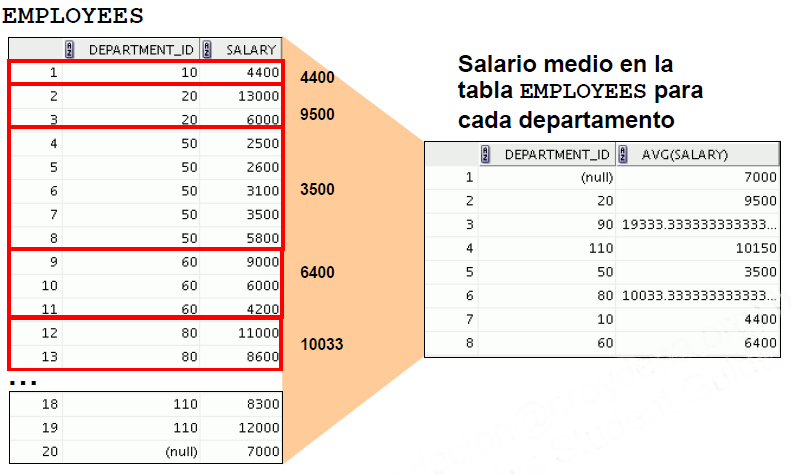 EMPLOYEES
DEPARTMENT_ID SALARY
1 10 4400
2 20 13000
3 20 6000
4 50 2500
5 50 2600
6 50 3100
7 50 3500
8 50 5800
9 60 9000
10 60 6000
11 60 4200
12 80 11000
13 80 8600
...
18 110 8300
19 110 12000
20 (null) 7000
4400
9500
3500
6400
10033
Salario medio en la
tabla EMPLOYEES para
cada departamento
DEPARTMENT_ID AVG(SALARY)
1 (null) 7000
2 20 9500
3 90 19333.333333333333...
4 110 10150
5 50 3500
6 80 10033.333333333333...
7 10 4400
8 60 6400